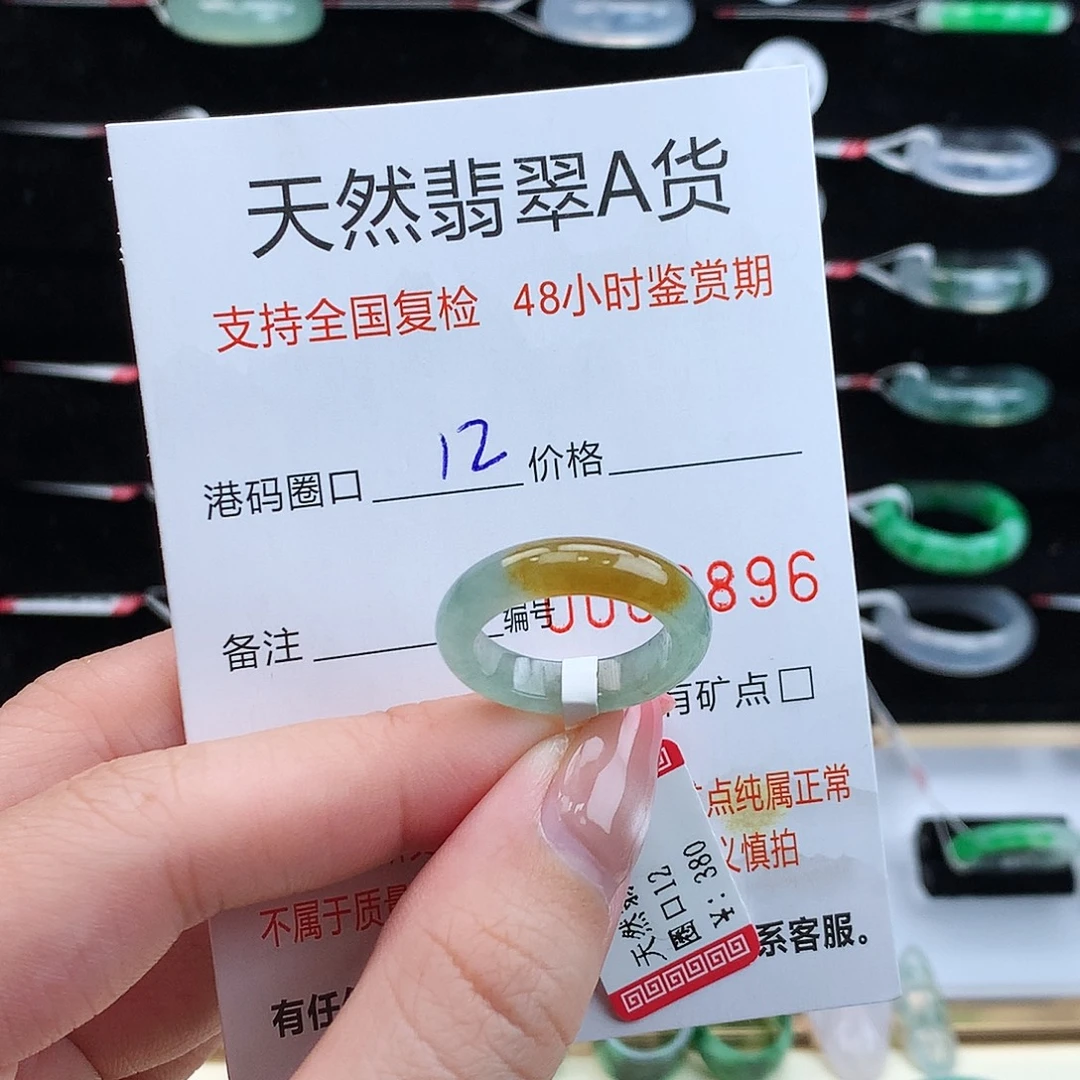 天然翡翠A货
支持全国复检 48小时鉴赏期
港码圈口 12 价格
备注 编号 896
有矿点□
点纯属正常
慎拍
不属于质
有任 系客服。
天然
圈口12
¥: 380